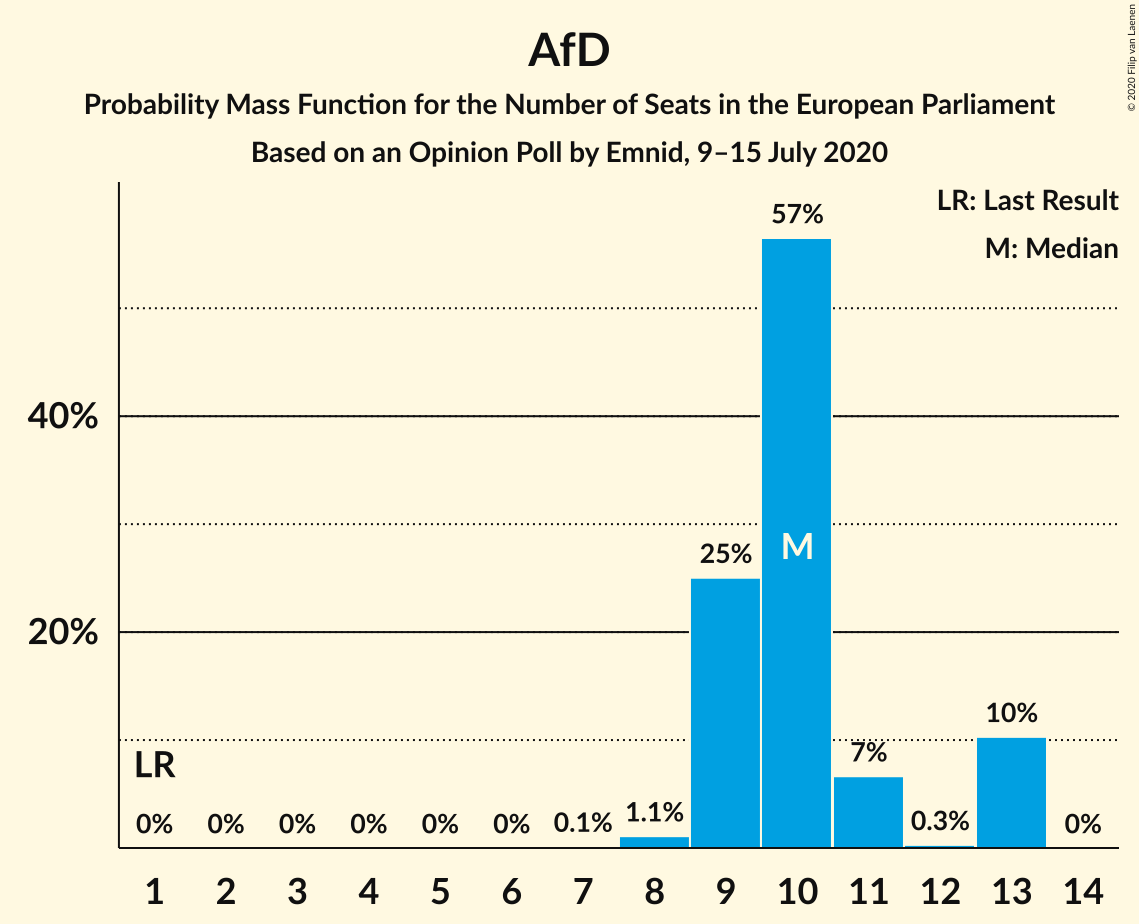 AfD
Probability Mass Function for the Number of Seats in the European Parliament
Based on an Opinion Poll by Emnid, 9–15 July 2020
© 2020 Filip van Laenen
LR: Last Result
M: Median
57%
40%
25%
M
20%
10%
LR
7%
0% 0% 0% 0% 0% 0% 0.1% 1.1% 0.3% 0%
1 2 3 4 5 6 7 8 9 10 11 12 13 14